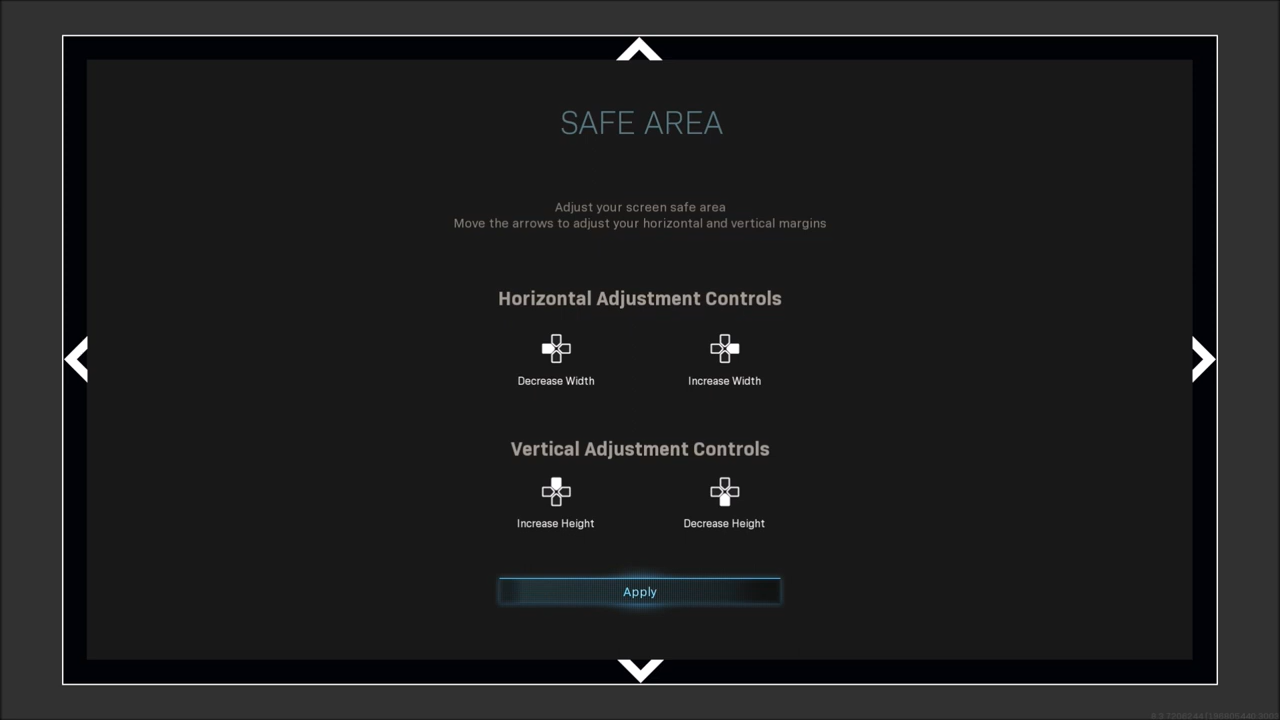 SAFE AREA
Adjust your screen safe area
Move the arrows to adjust your horizontal and vertical margins
Horizontal Adjustment Controls
Decrease Width Increase Width
Vertical Adjustment Controls
Increase Height Decrease Height
Apply